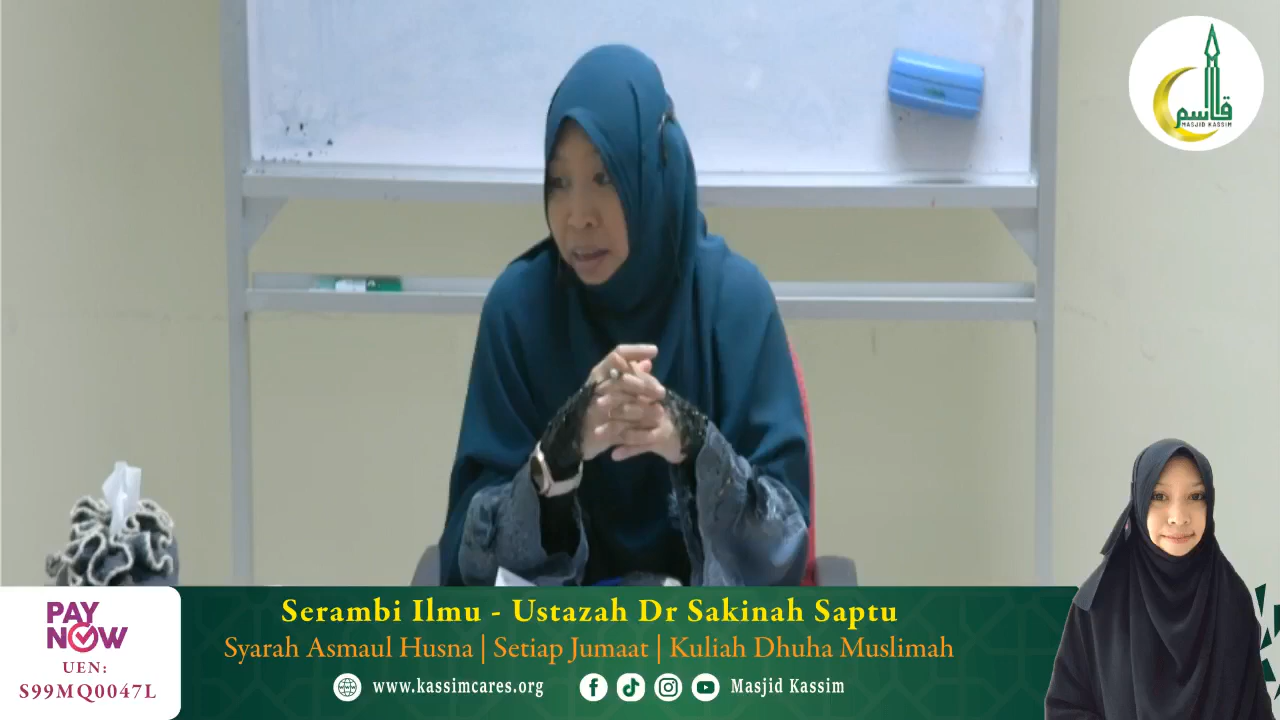 قاسم
MASJID KASSIM
PAY
NOW
UEN:
S99MQ0047L
Serambi Ilmu - Ustazah Dr Sakinah Saptu
Syarah Asmaul Husna | Setiap Jumaat | Kuliah Dhuha Muslimah
www.kassimcares.org
Masjid Kassim